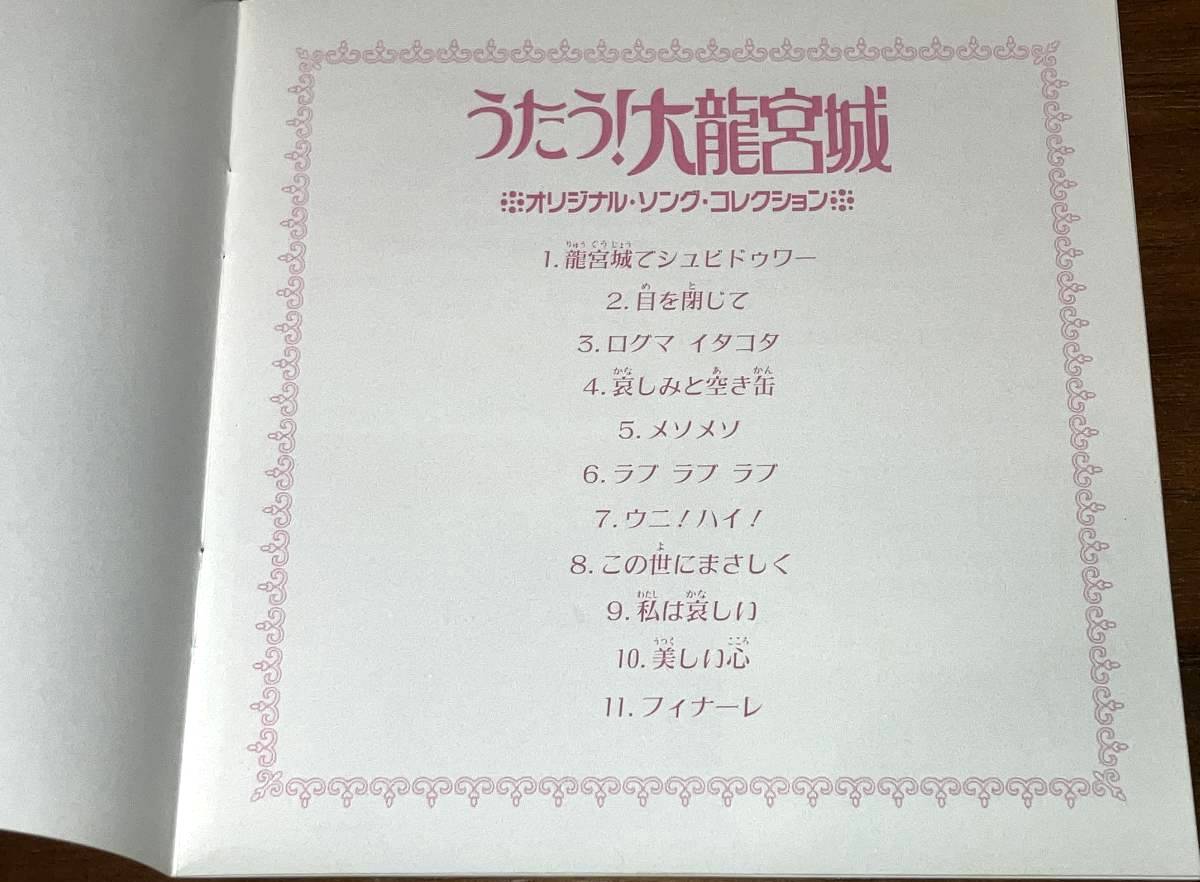 うたう!大龍宮城
オリジナル・ソング・コレクション
1. 龍宮城でシュビドゥワー
2. 目を閉じて
3. ログマ イタコタ
4. 哀しみと空き缶
5. メソメソ
6. ラブ ラブ ラブ
7. ウニ!ハイ!
8. この世にまさしく
9. 私は哀しい
10. 美しい心
11. フィナーレ